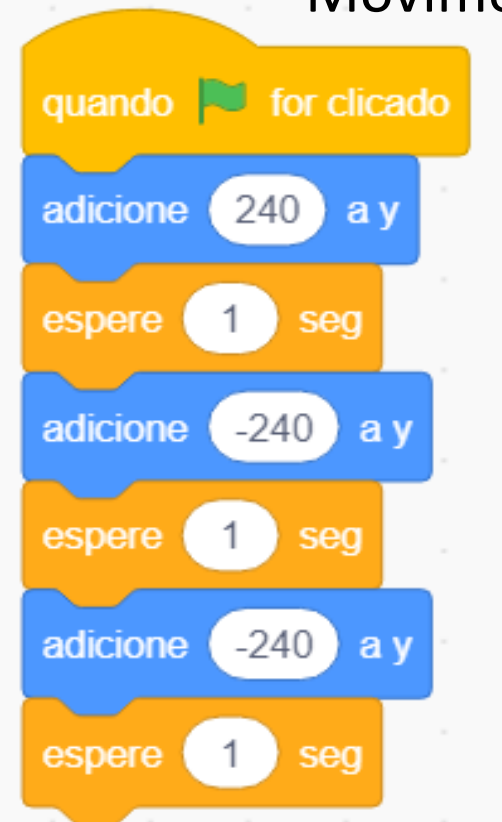 quando for clicado
adicione 240 a y
espere 1 seg
adicione -240 a y
espere 1 seg
adicione -240 a y
espere 1 seg